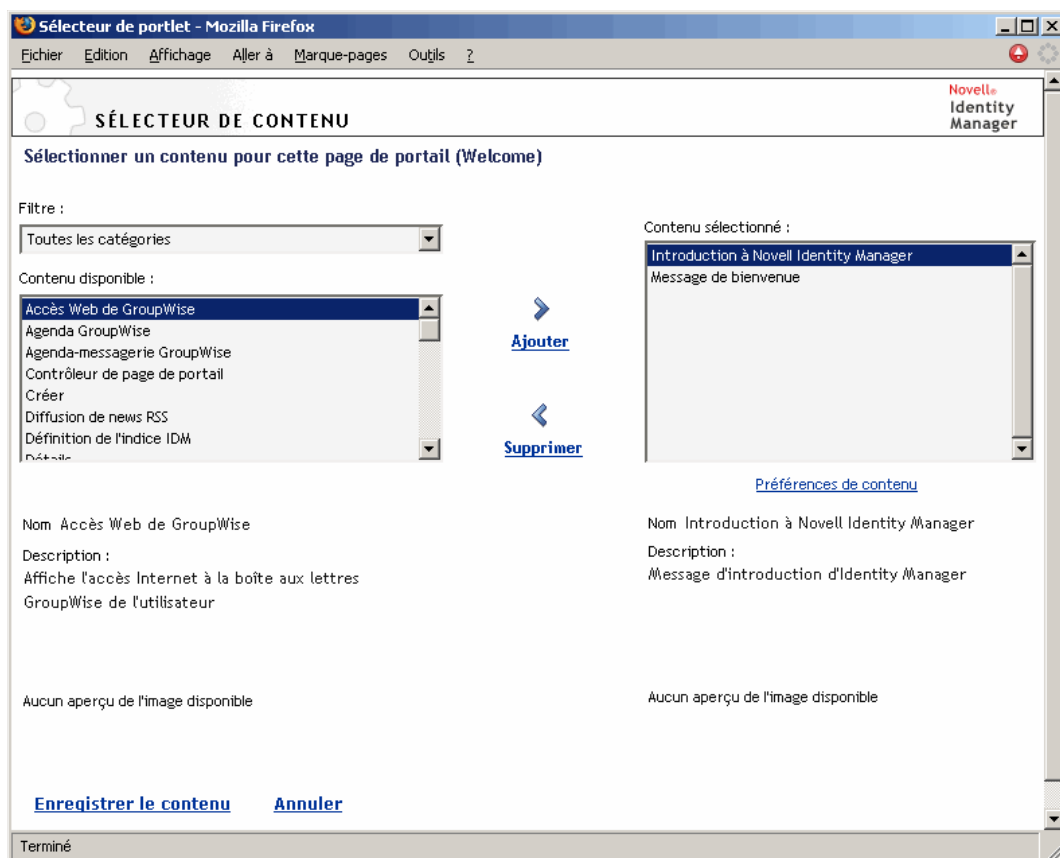 Sélecteur de portlet - Mozilla Firefox
Fichier Edition Affichage Aller à Marque-pages Outils ?
Novell®
Identity
Manager
SÉLECTEUR DE CONTENU
Sélectionner un contenu pour cette page de portail (Welcome)
Filtre :
Toutes les catégories
Contenu disponible :
Accès Web de GroupWise
Agenda GroupWise
Agenda-messagerie GroupWise
Contrôleur de page de portail
Créer
Diffusion de news RSS
Définition de l'indice IDM
Détails
Ajouter
Supprimer
Contenu sélectionné :
Introduction à Novell Identity Manager
Message de bienvenue
Préférences de contenu
Nom Accès Web de GroupWise
Description :
Affiche l'accès Internet à la boîte aux lettres
GroupWise de l'utilisateur
Aucun aperçu de l'image disponible
Nom Introduction à Novell Identity Manager
Description :
Message d'introduction d'Identity Manager
Aucun aperçu de l'image disponible
Enregistrer le contenu Annuler
Terminé